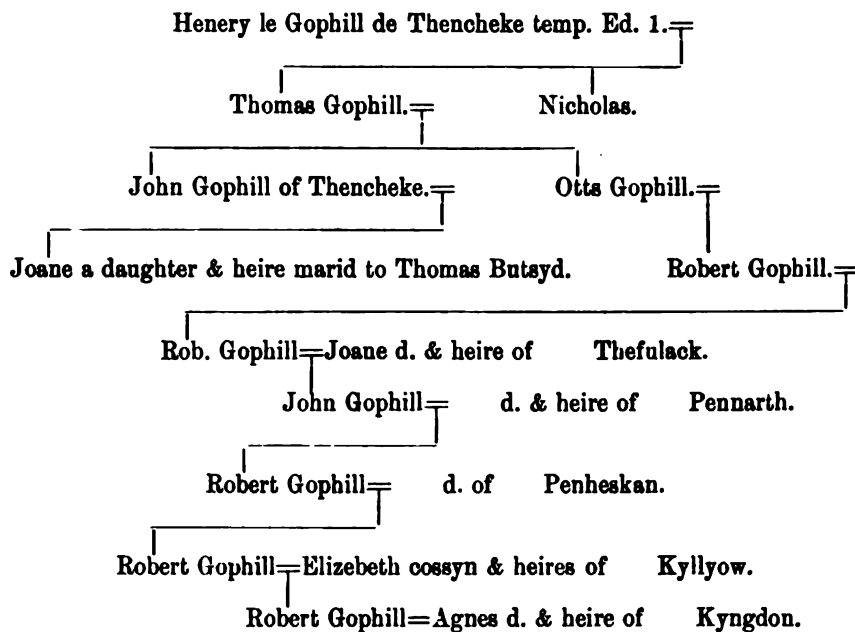 Henery le Gophill de Thencheke temp. Ed. 1.=
Thomas Gophill.= Nicholas.
John Gophill of Thencheke.= Otts Gophill.=
Joane a daughter & heire marid to Thomas Butsyd. Robert Gophill.=
Rob. Gophill=Joane d. & heire of Thefulack.
John Gophill= d. & heire of Pennarth.
Robert Gophill= d. of Penheskan.
Robert Gophill=Elizebeth cossyn & heires of Kyllyow.
Robert Gophill=Agnes d. & heire of Kyngdon.